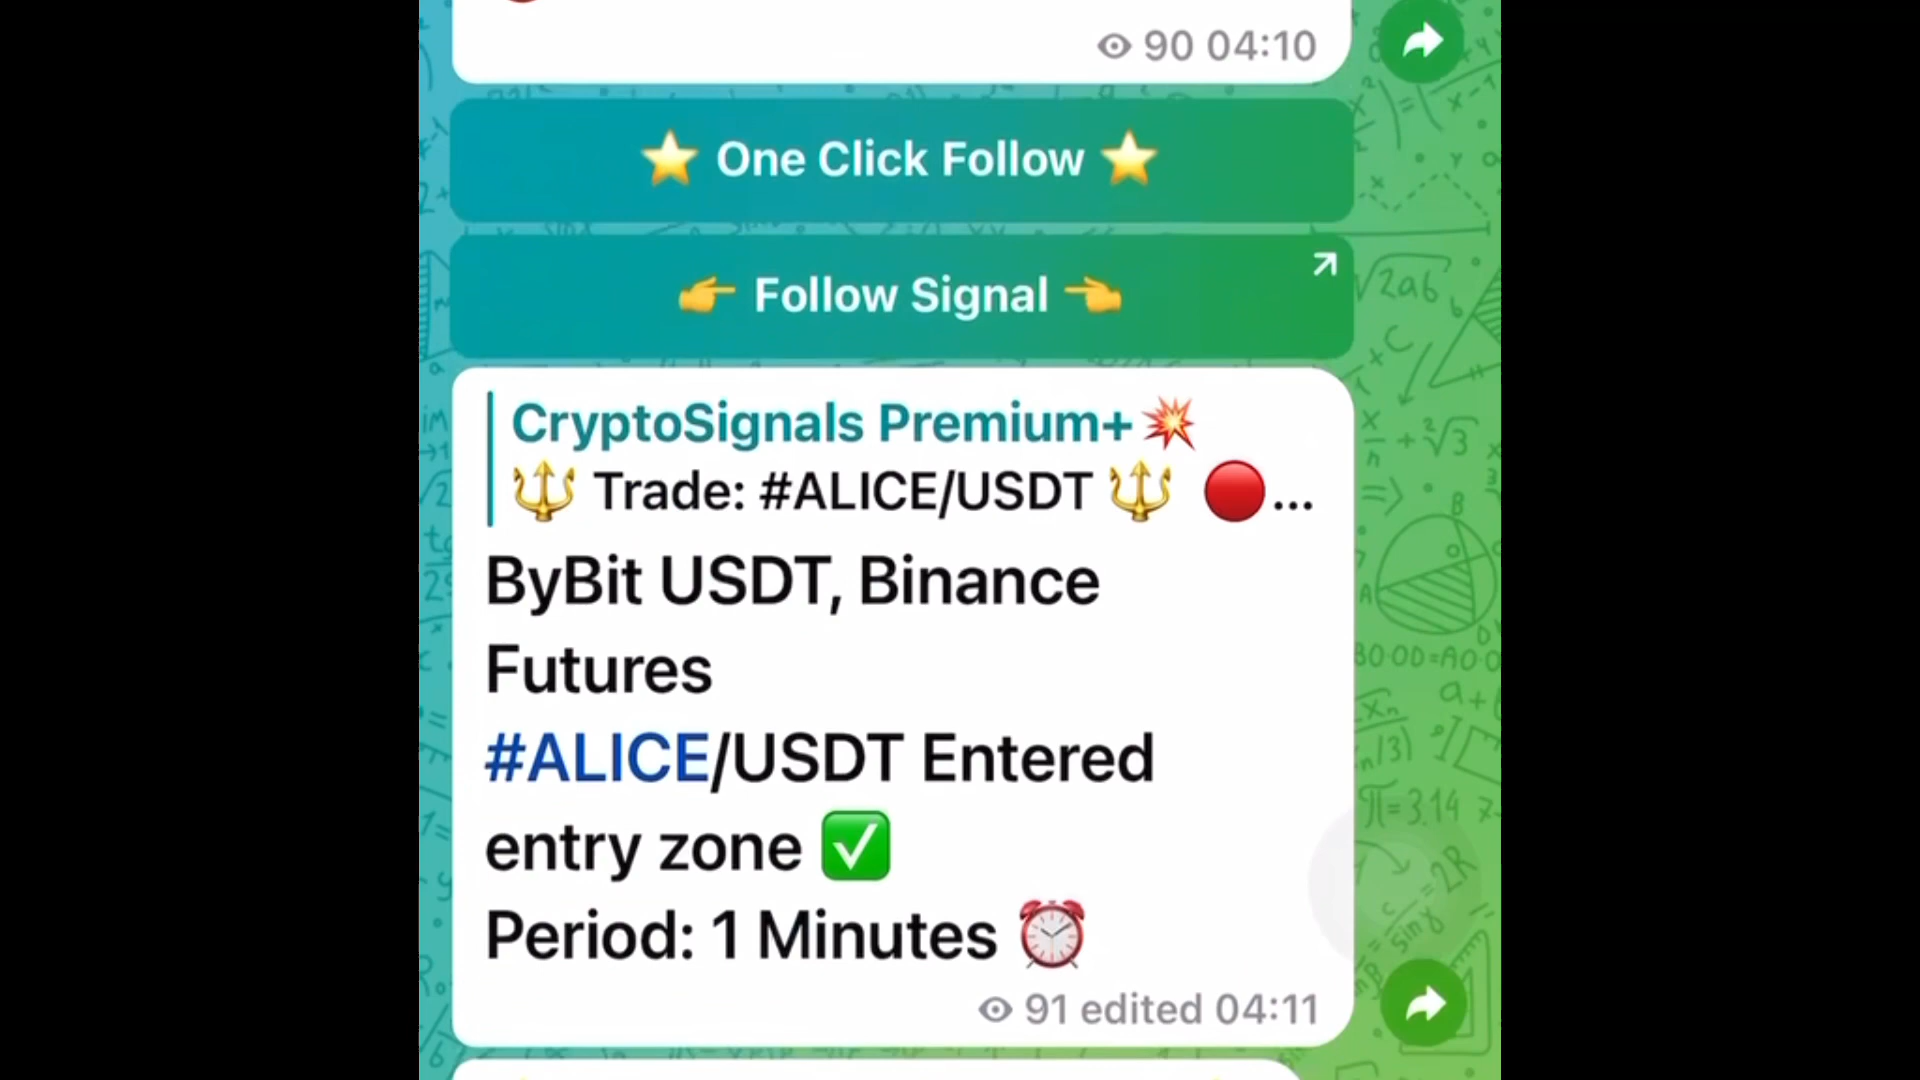 90 04:10
⭐ One Click Follow ⭐
👉 Follow Signal 👈
CryptoSignals Premium+💥
🔱 Trade: #ALICE/USDT 🔱 🔴...
ByBit USDT, Binance
Futures
#ALICE/USDT Entered
entry zone ✅
Period: 1 Minutes ⏰
91 edited 04:11